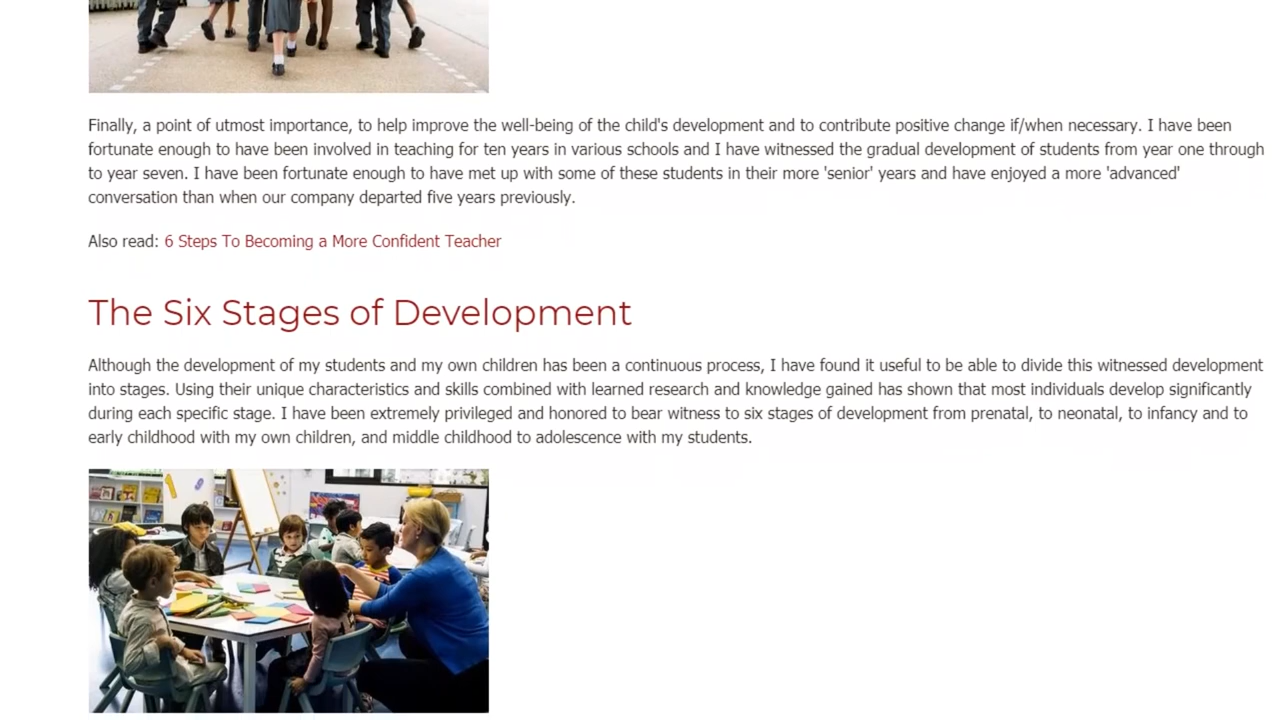 Finally, a point of utmost importance, to help improve the well-being of the child's development and to contribute positive change if/when necessary. I have been
fortunate enough to have been involved in teaching for ten years in various schools and I have witnessed the gradual development of students from year one through
to year seven. I have been fortunate enough to have met up with some of these students in their more 'senior' years and have enjoyed a more 'advanced'
conversation than when our company departed five years previously.
Also read: 6 Steps To Becoming a More Confident Teacher
The Six Stages of Development
Although the development of my students and my own children has been a continuous process, I have found it useful to be able to divide this witnessed development
into stages. Using their unique characteristics and skills combined with learned research and knowledge gained has shown that most individuals develop significantly
during each specific stage. I have been extremely privileged and honored to bear witness to six stages of development from prenatal, to neonatal, to infancy and to
early childhood with my own children, and middle childhood to adolescence with my students.